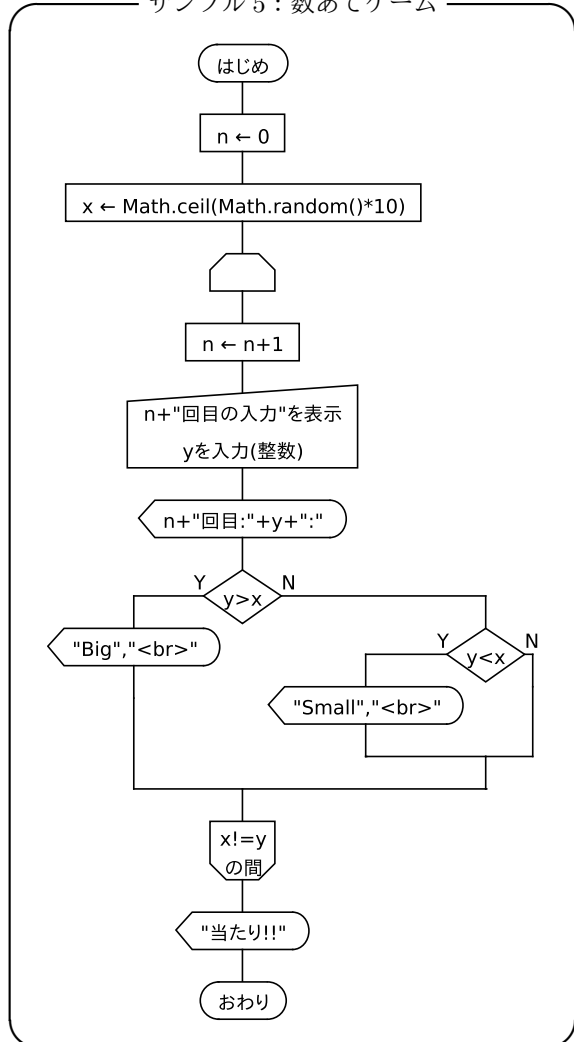 サンプル 5 : 数あてゲーム
はじめ
n ← 0
x ← Math.ceil(Math.random()*10)
n ← n+1
n+"回目の入力"を表示
yを入力(整数)
n+"回目:"+y+":"
Y
N
y>x
"Big","<br>"
Y
N
y<x
"Small","<br>"
x!=y
の間
"当たり!!"
おわり